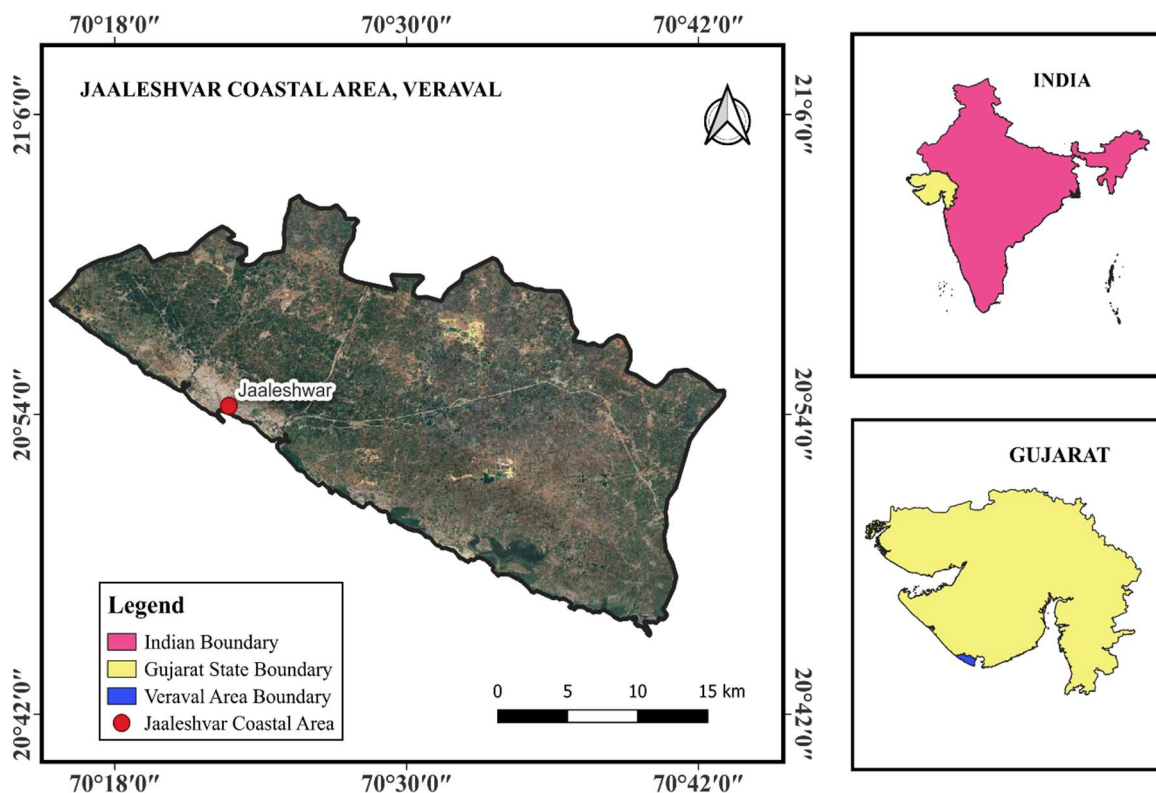 70°18′0″ 70°30′0″ 70°42′0″
JAALESHVAR COASTAL AREA, VERAVAL
21°6′0″ 21°6′0″
Jaaleshwar
20°54′0″ 20°54′0″
Legend
Indian Boundary
Gujarat State Boundary
Veraval Area Boundary
Jaaleshvar Coastal Area
0 5 10 15 km
20°42′0″ 20°42′0″
70°18′0″ 70°30′0″ 70°42′0″
INDIA
GUJARAT